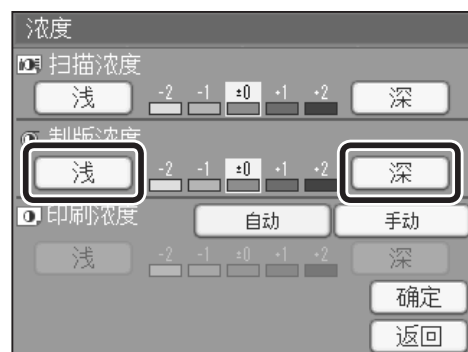 浓度
扫描浓度
浅 -2 -1 ±0 +1 +2 深
制版浓度
浅 -2 -1 ±0 +1 +2 深
印刷浓度 自动 手动
浅 -2 -1 ±0 +1 +2 深
确定
返回